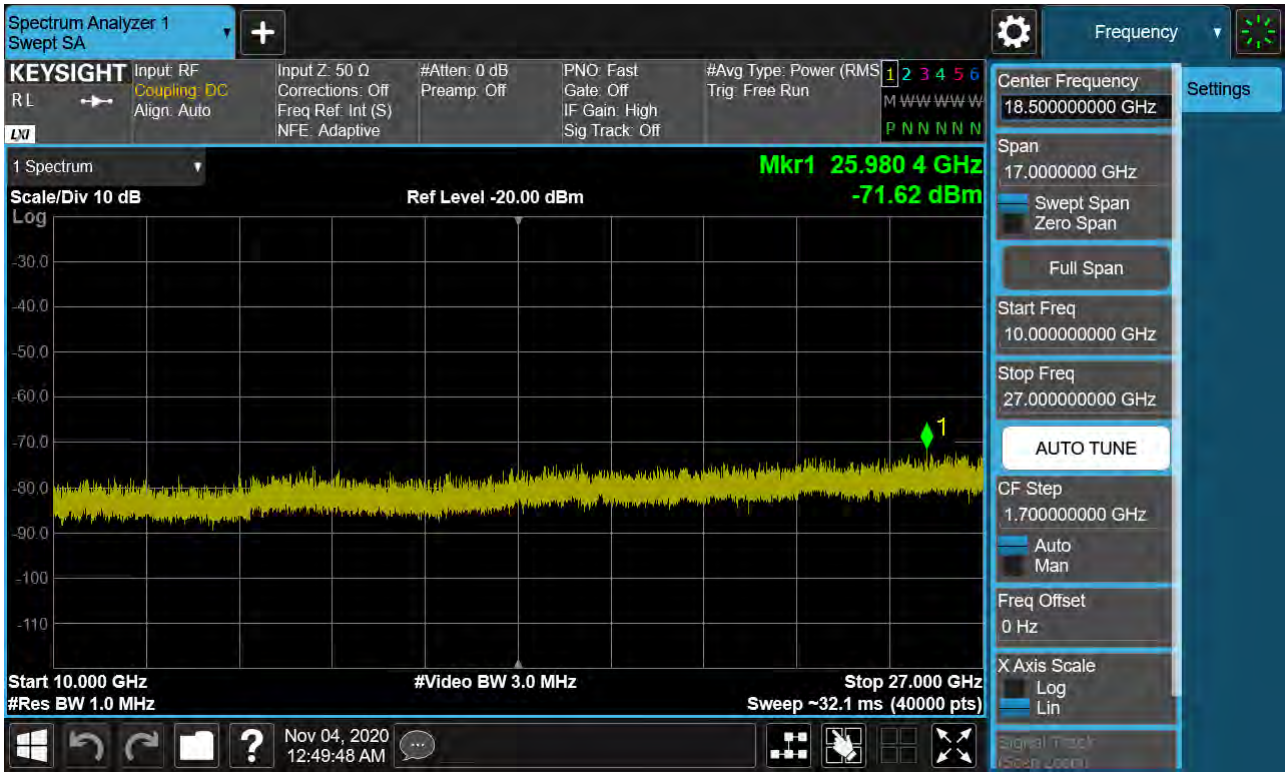 Spectrum Analyzer 1
Swept SA
+
Frequency
KEYSIGHT
RL
LXI
Input: RF
Coupling: DC
Align: Auto
Input Z: 50 Ω
Corrections: Off
Freq Ref: Int (S)
NFE: Adaptive
#Atten: 0 dB
Preamp: Off
PNO: Fast
Gate: Off
IF Gain: High
Sig Track: Off
#Avg Type: Power (RMS
Trig: Free Run
1 2 3 4 5 6
M W W W W W
P N N N N N
Center Frequency
18.500000000 GHz
Settings
Span
17.0000000 GHz
Swept Span
Zero Span
Full Span
Start Freq
10.000000000 GHz
Stop Freq
27.000000000 GHz
AUTO TUNE
CF Step
1.700000000 GHz
Auto
Man
Freq Offset
0 Hz
X Axis Scale
Log
Lin
Signal Track
(Span Zoom)
1 Spectrum
Mkr1 25.980 4 GHz
Scale/Div 10 dB
Ref Level -20.00 dBm
-71.62 dBm
Log
-30.0
-40.0
-50.0
-60.0
1
-70.0
-80.0
-90.0
-100
-110
Start 10.000 GHz
#Video BW 3.0 MHz
Stop 27.000 GHz
#Res BW 1.0 MHz
Sweep ~32.1 ms (40000 pts)
?
Nov 04, 2020
12:49:48 AM